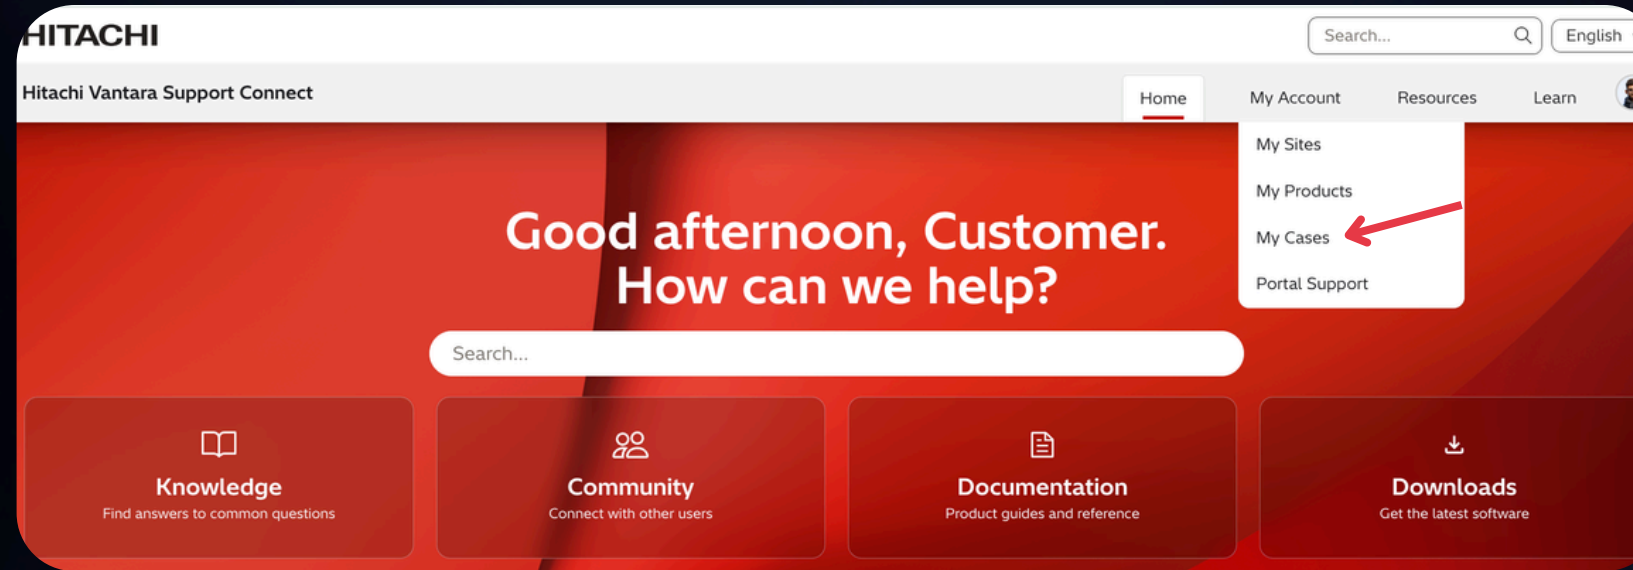 HITACHI
Search...
English
Hitachi Vantara Support Connect
Home
My Account
Resources
Learn
My Sites
My Products
My Cases
Portal Support
Good afternoon, Customer.
How can we help?
Search...
Knowledge
Find answers to common questions
Community
Connect with other users
Documentation
Product guides and reference
Downloads
Get the latest software